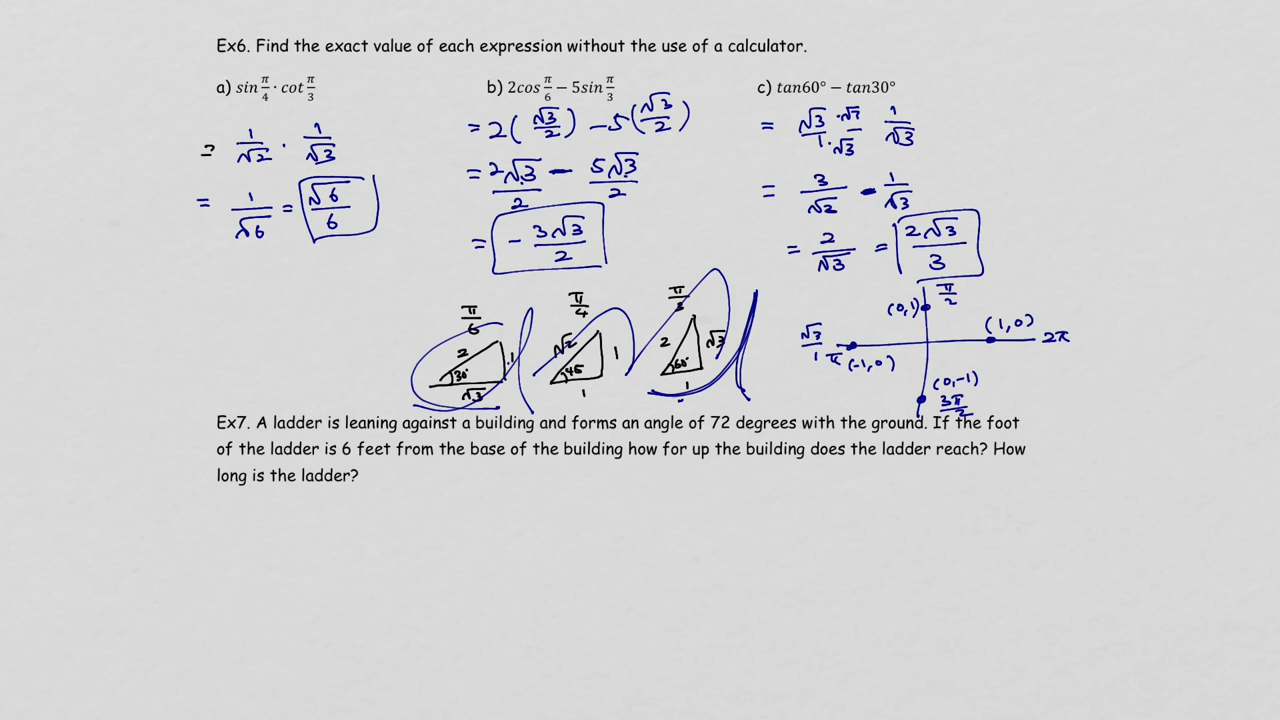 Ex6. Find the exact value of each expression without the use of a calculator.
a) sin π/4 · cot π/3
= 1/√2 · 1/√3
= 1/√6 = √6/6
b) 2cos π/6 − 5sin π/3
= 2(√3/2) − 5(√3/2)
= 2√3/2 − 5√3/2
= −3√3/2
c) tan60° − tan30°
= √3/1 · √3/√3 1/√3
= 3/√3 - 1/√3
= 2/√3 = 2√3/3
π/6
2 1
30°
√3
π/4
√2 1
45
1
π/3
2 √3
60°
1
π/2
(0,1)
(1,0)
2π
√3/1
π (-1,0)
(0,-1)
3π/2
Ex7. A ladder is leaning against a building and forms an angle of 72 degrees with the ground. If the foot
of the ladder is 6 feet from the base of the building how for up the building does the ladder reach? How
long is the ladder?